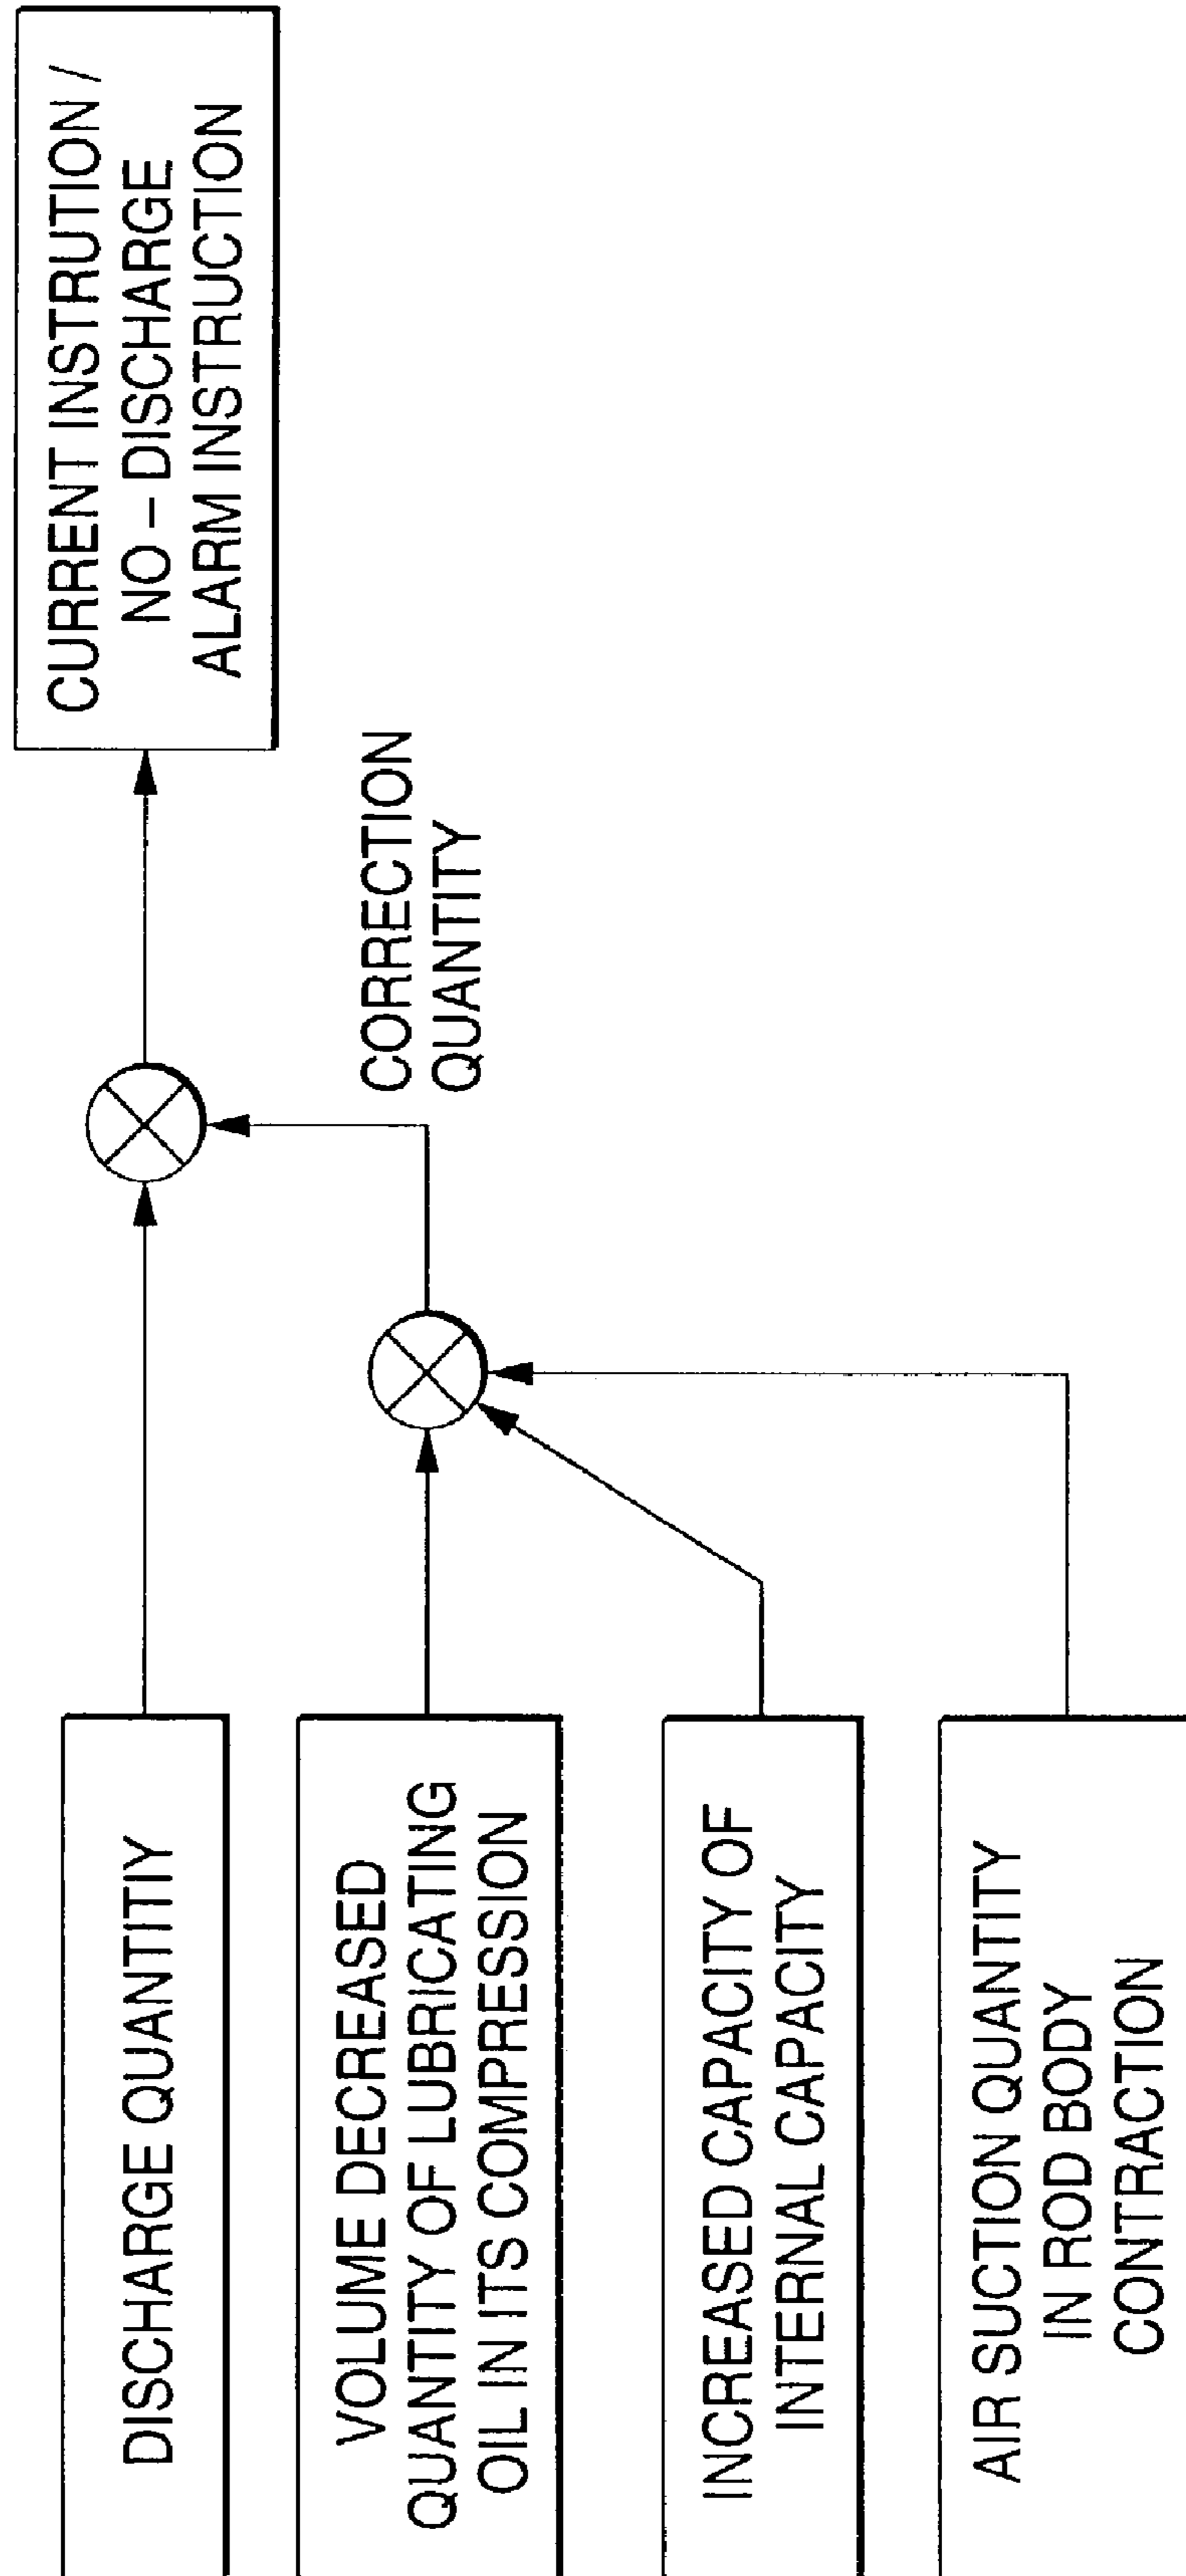 DISCHARGE QUANTITIY
VOLUME DECREASED
QUANTITY OF LUBRICATING
OIL IN ITS COMPRESSION
INCREASED CAPACITY OF
INTERNAL CAPACITY
AIR SUCTION QUANTITY
IN ROD BODY
CONTRACTION
CORRECTION
QUANTITY
CURRENT INSTRUTION /
NO – DISCHARGE
ALARM INSTRUCTION